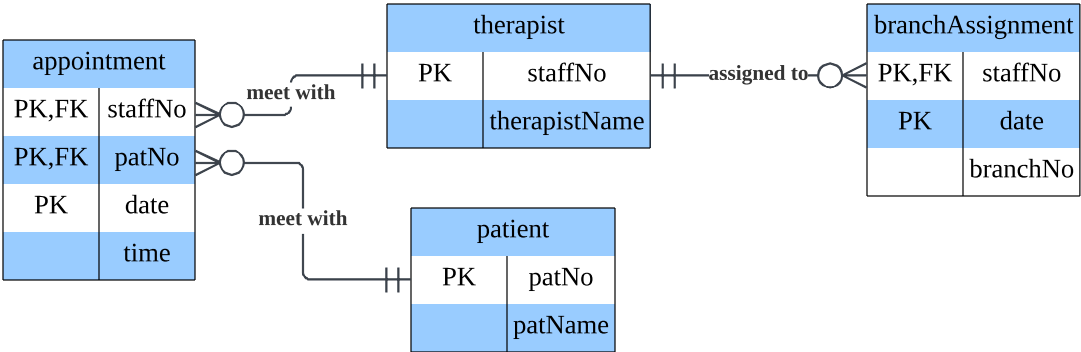 appointment
PK,FK staffNo
PK,FK patNo
PK date
time
meet with
meet with
therapist
PK staffNo
therapistName
patient
PK patNo
patName
assigned to
branchAssignment
PK,FK staffNo
PK date
branchNo